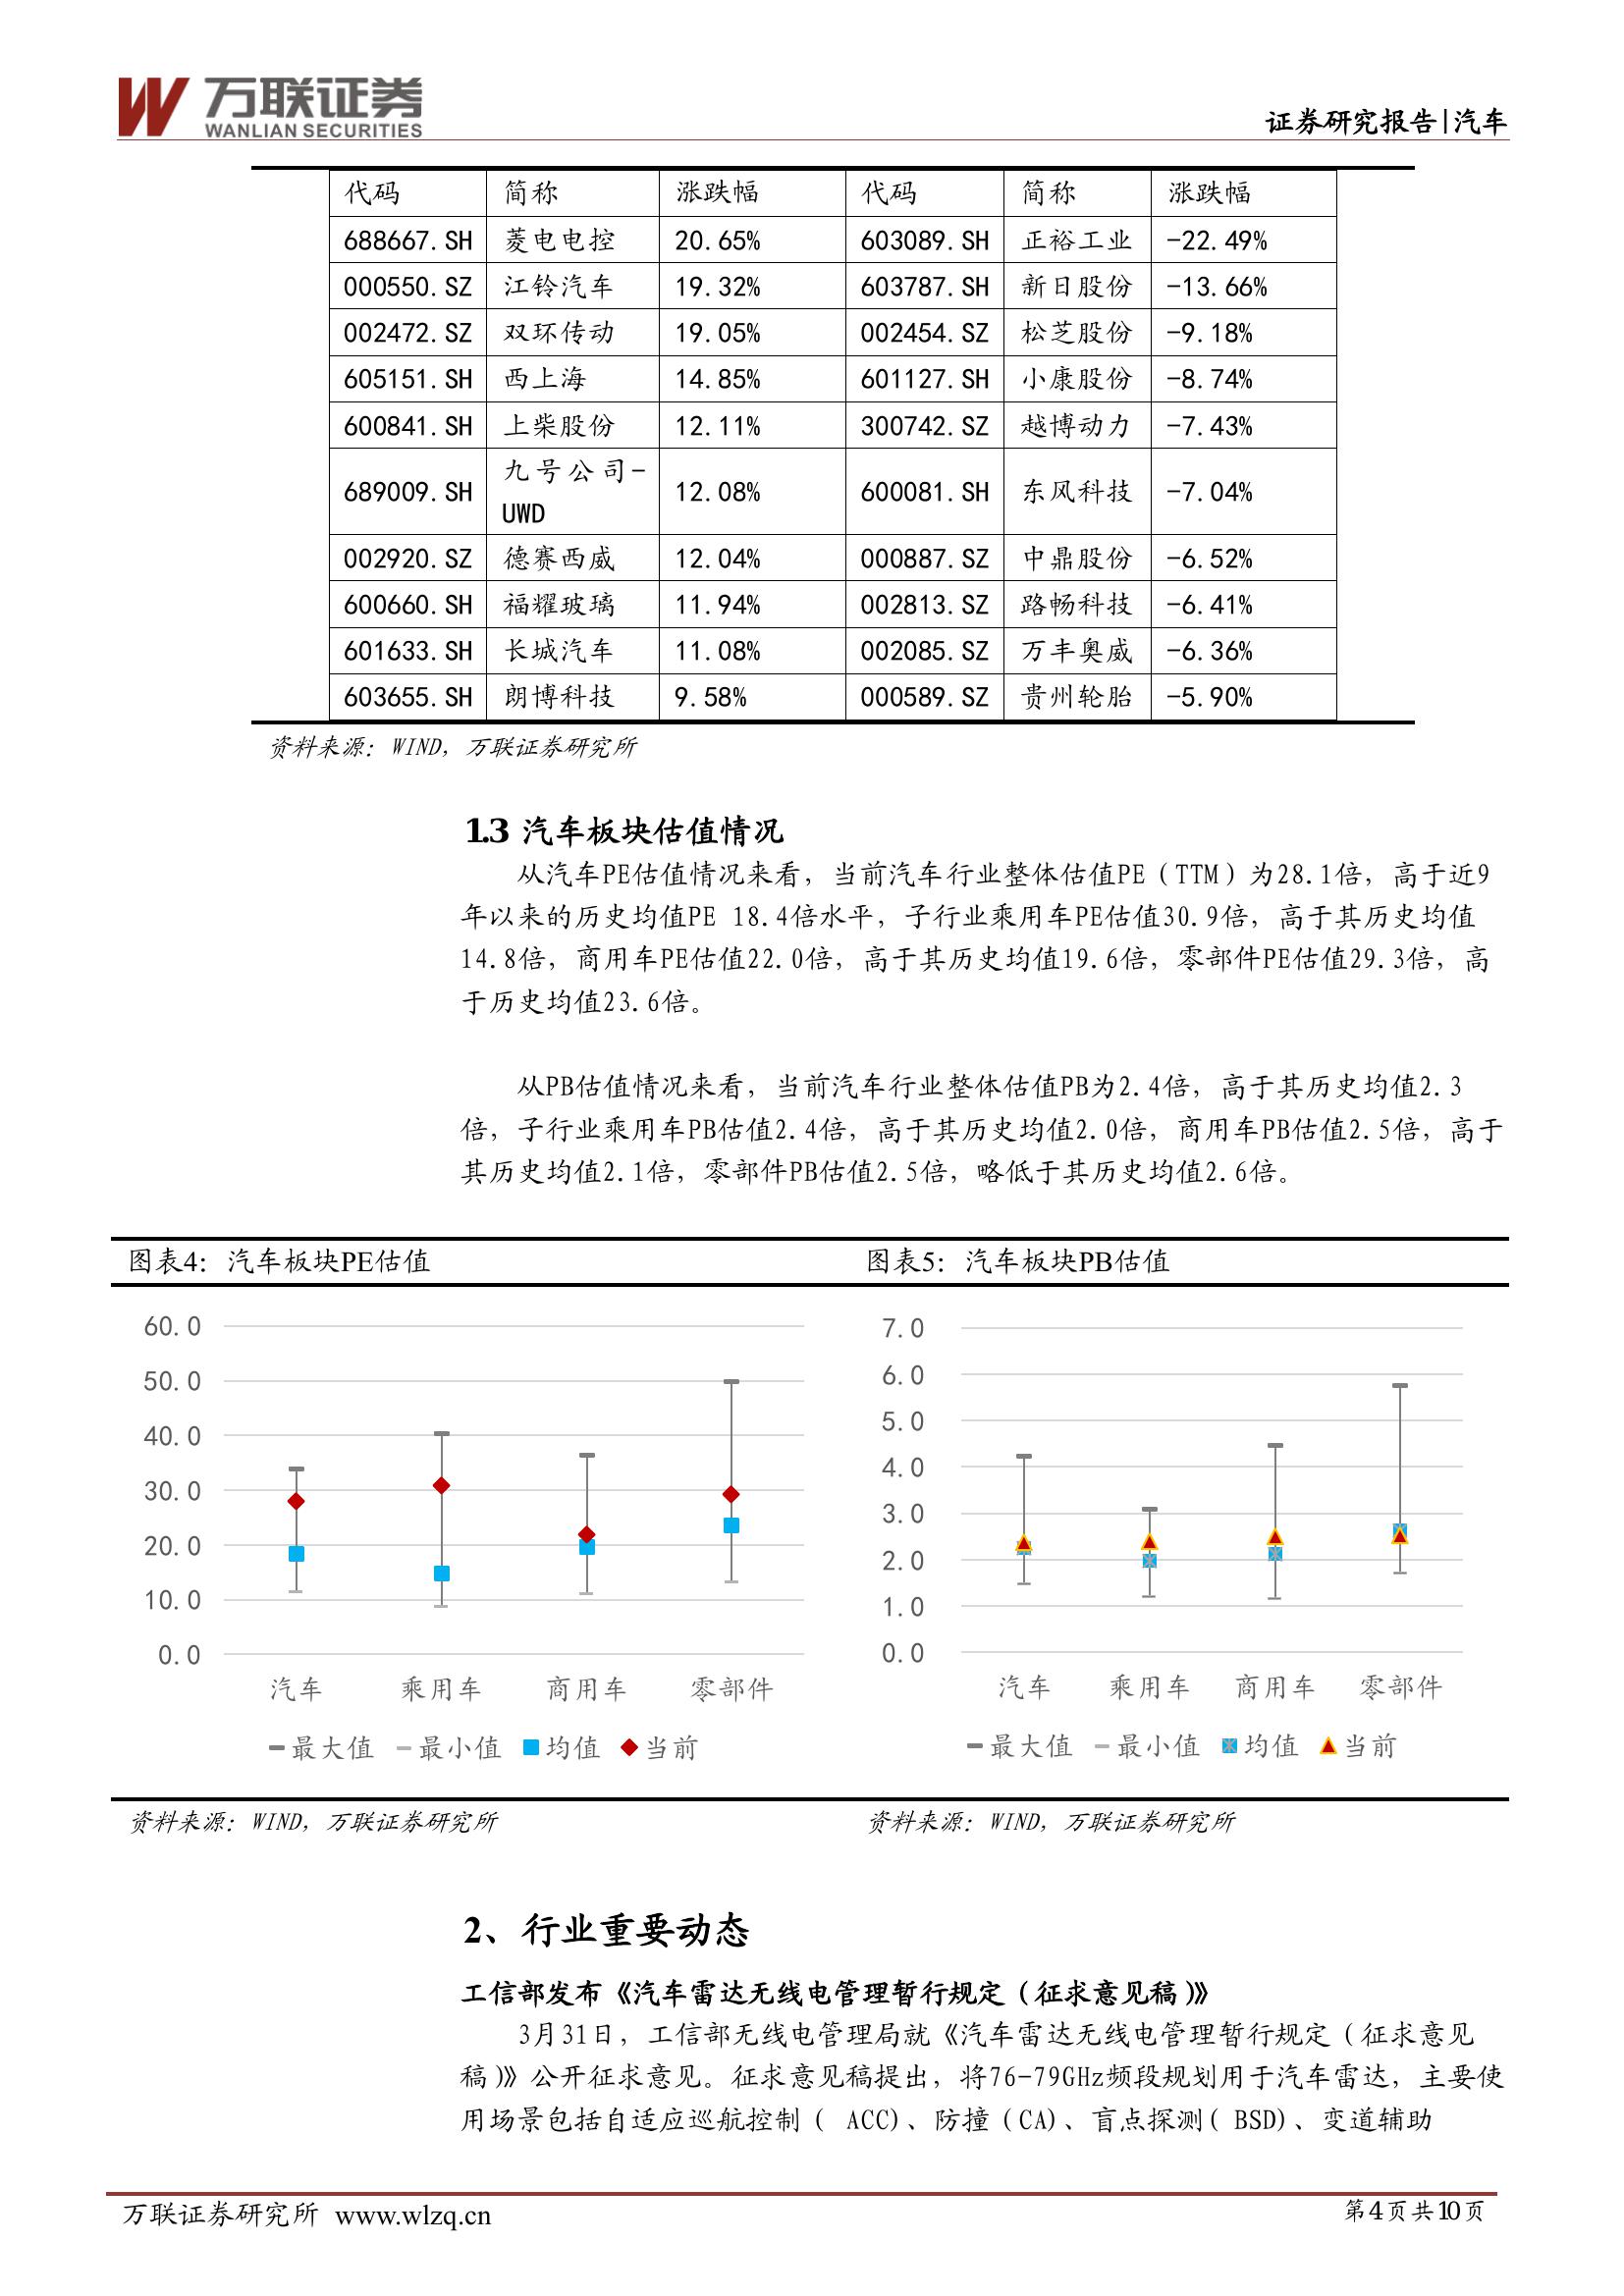 万联证券
WANLIAN SECURITIES
证券研究报告|汽车
代码 简称 涨跌幅 代码 简称 涨跌幅
688667.SH 菱电电控 20.65% 603089.SH 正裕工业 -22.49%
000550.SZ 江铃汽车 19.32% 603787.SH 新日股份 -13.66%
002472.SZ 双环传动 19.05% 002454.SZ 松芝股份 -9.18%
605151.SH 西上海 14.85% 601127.SH 小康股份 -8.74%
600841.SH 上柴股份 12.11% 300742.SZ 越博动力 -7.43%
689009.SH 九号公司-UWD 12.08% 600081.SH 东风科技 -7.04%
002920.SZ 德赛西威 12.04% 000887.SZ 中鼎股份 -6.52%
600660.SH 福耀玻璃 11.94% 002813.SZ 路畅科技 -6.41%
601633.SH 长城汽车 11.08% 002085.SZ 万丰奥威 -6.36%
603655.SH 朗博科技 9.58% 000589.SZ 贵州轮胎 -5.90%
资料来源：WIND，万联证券研究所
1.3 汽车板块估值情况
从汽车PE估值情况来看，当前汽车行业整体估值PE（TTM）为28.1倍，高于近9
年以来的历史均值PE 18.4倍水平，子行业乘用车PE估值30.9倍，高于其历史均值
14.8倍，商用车PE估值22.0倍，高于其历史均值19.6倍，零部件PE估值29.3倍，高
于历史均值23.6倍。
从PB估值情况来看，当前汽车行业整体估值PB为2.4倍，高于其历史均值2.3
倍，子行业乘用车PB估值2.4倍，高于其历史均值2.0倍，商用车PB估值2.5倍，高于
其历史均值2.1倍，零部件PB估值2.5倍，略低于其历史均值2.6倍。
图表4：汽车板块PE估值
60.0
50.0
40.0
30.0
20.0
10.0
0.0
汽车 乘用车 商用车 零部件
最大值 最小值 均值 当前
资料来源：WIND，万联证券研究所
图表5：汽车板块PB估值
7.0
6.0
5.0
4.0
3.0
2.0
1.0
0.0
汽车 乘用车 商用车 零部件
最大值 最小值 均值 当前
资料来源：WIND，万联证券研究所
2、行业重要动态
工信部发布《汽车雷达无线电管理暂行规定（征求意见稿）》
3月31日，工信部无线电管理局就《汽车雷达无线电管理暂行规定（征求意见
稿）》公开征求意见。征求意见稿提出，将76-79GHz频段规划用于汽车雷达，主要使
用场景包括自适应巡航控制（ ACC)、防撞（CA)、盲点探测( BSD)、变道辅助
万联证券研究所 www.wlzq.cn
第4页共10页